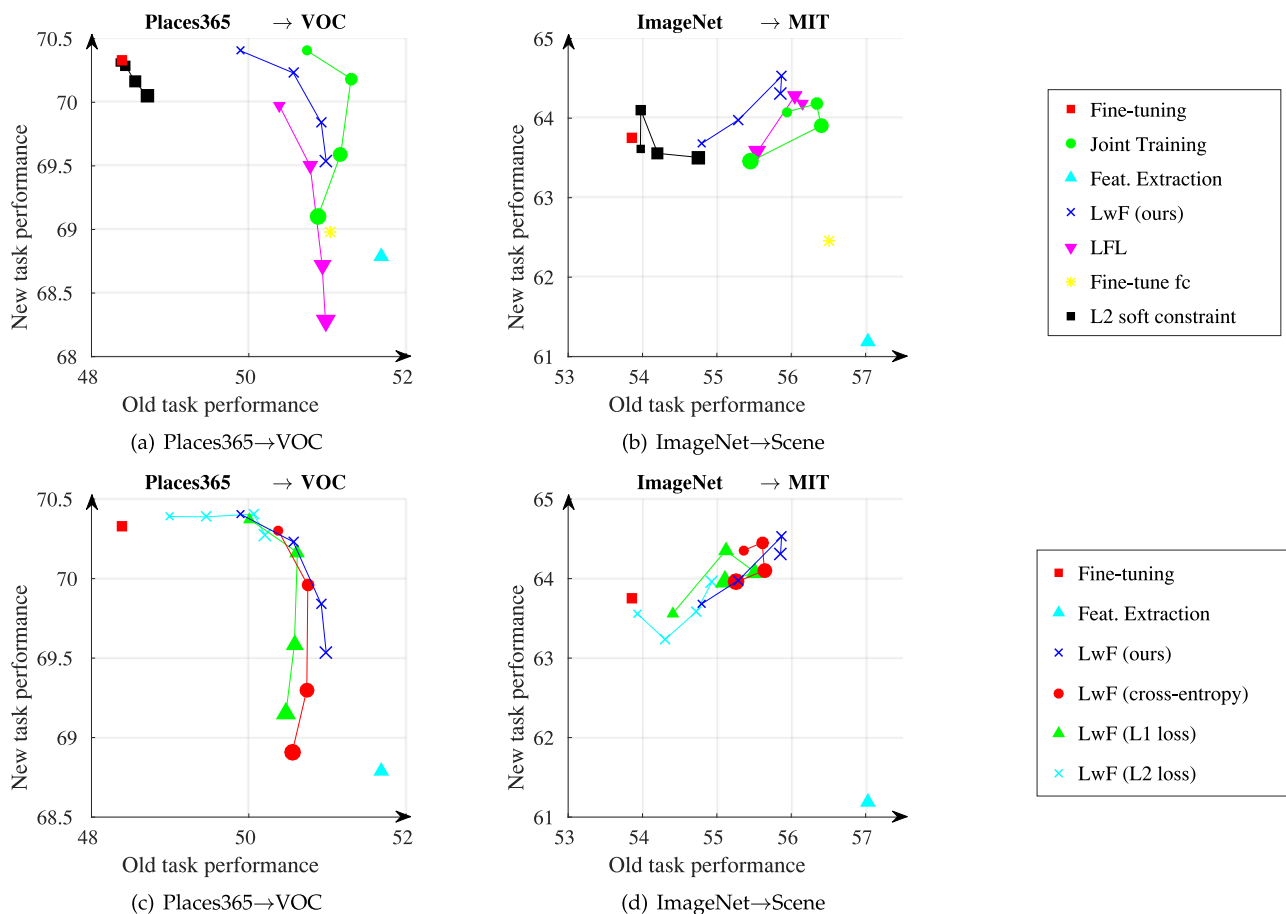 Places365 → VOC
70.5
70
69.5
69
68.5
68
48
50
52
New task performance
Old task performance
(a) Places365→VOC
ImageNet → MIT
65
64
63
62
61
53
54
55
56
57
New task performance
Old task performance
(b) ImageNet→Scene
Fine-tuning
Joint Training
Feat. Extraction
LwF (ours)
LFL
Fine-tune fc
L2 soft constraint
Places365 → VOC
70.5
70
69.5
69
68.5
48
50
52
New task performance
Old task performance
(c) Places365→VOC
ImageNet → MIT
65
64
63
62
61
53
54
55
56
57
New task performance
Old task performance
(d) ImageNet→Scene
Fine-tuning
Feat. Extraction
LwF (ours)
LwF (cross-entropy)
LwF (L1 loss)
LwF (L2 loss)